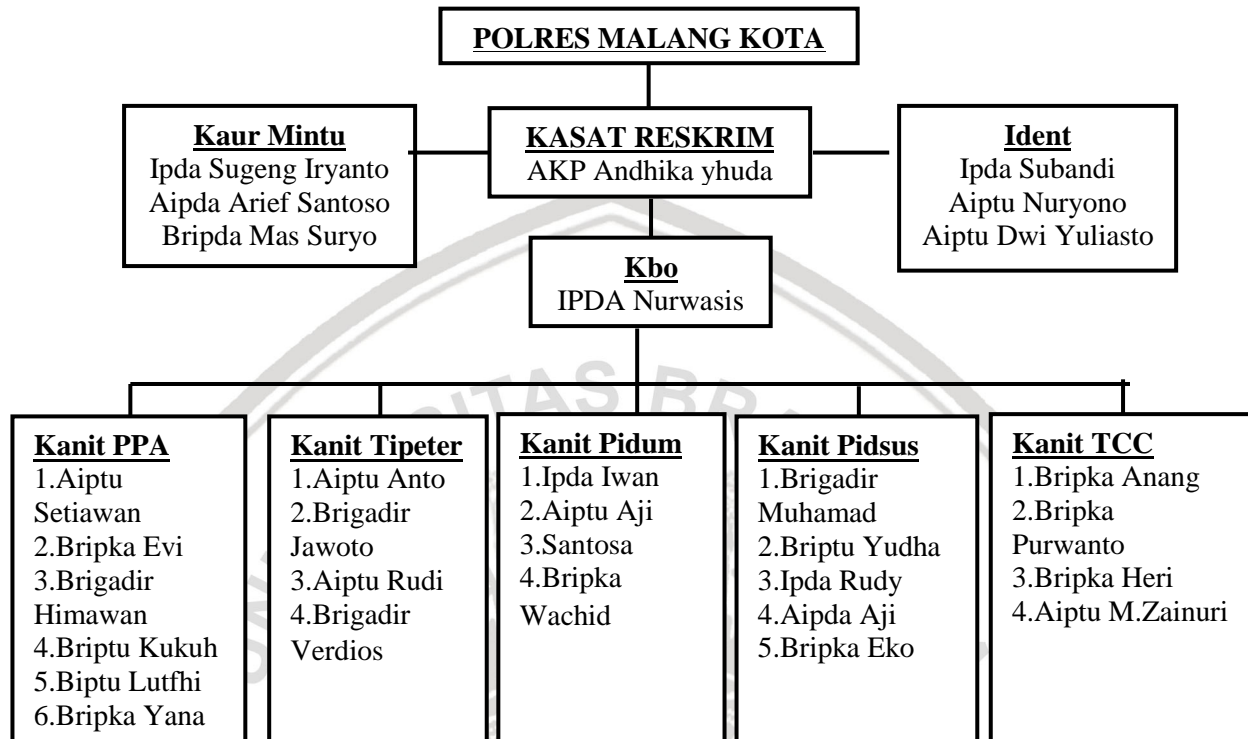 POLRES MALANG KOTA
Kaur Mintu
Ipda Sugeng Iryanto
Aipda Arief Santoso
Bripda Mas Suryo
KASAT RESKRIM
AKP Andhika yhuda
Ident
Ipda Subandi
Aiptu Nuryono
Aiptu Dwi Yuliasto
Kbo
IPDA Nurwasis
Kanit PPA
1.Aiptu
Setiawan
2.Bripka Evi
3.Brigadir
Himawan
4.Briptu Kukuh
5.Biptu Lutfhi
6.Bripka Yana
Kanit Tipeter
1.Aiptu Anto
2.Brigadir
Jawoto
3.Aiptu Rudi
4.Brigadir
Verdios
Kanit Pidum
1.Ipda Iwan
2.Aiptu Aji
3.Santosa
4.Bripka
Wachid
Kanit Pidsus
1.Brigadir
Muhamad
2.Briptu Yudha
3.Ipda Rudy
4.Aipda Aji
5.Bripka Eko
Kanit TCC
1.Bripka Anang
2.Bripka
Purwanto
3.Bripka Heri
4.Aiptu M.Zainuri